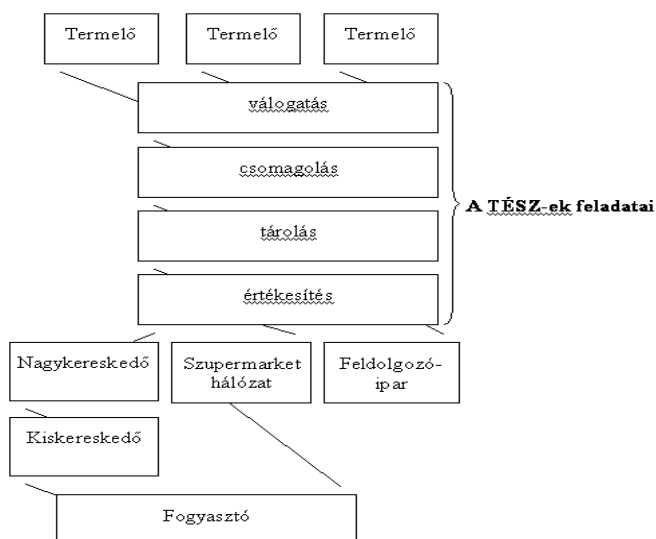 Termelő
Termelő
Termelő
válogatás
csomagolás
tárolás
értékesítés
A TÉSZ-ek feladatai
Nagykereskedő
Szupermarket
hálózat
Feldolgozó-
ipar
Kiskereskedő
Fogyasztó